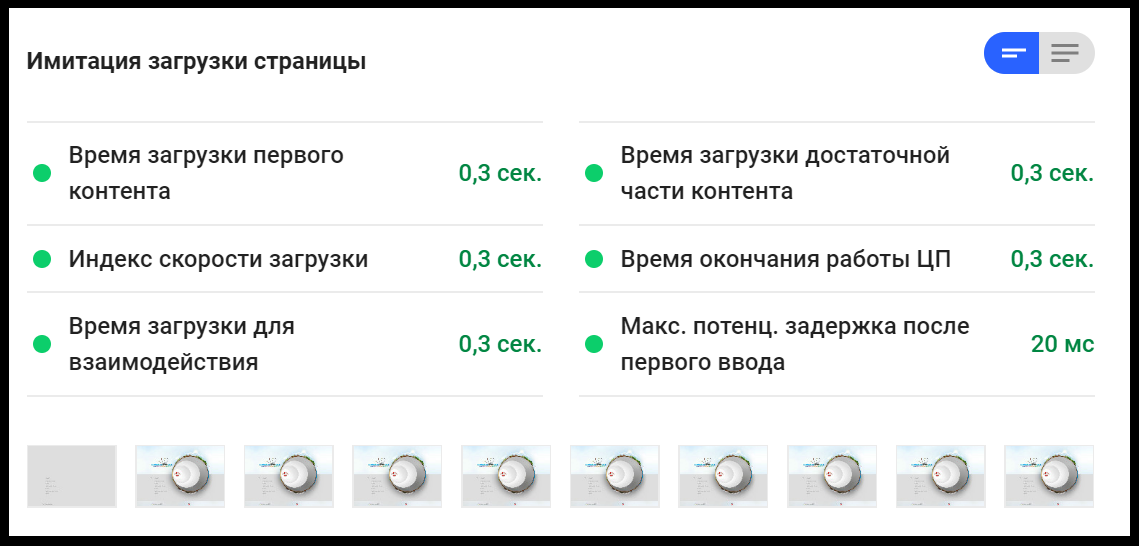 Имитация загрузки страницы
Время загрузки первого
контента
0,3 сек.
Время загрузки достаточной
части контента
0,3 сек.
Индекс скорости загрузки
0,3 сек.
Время окончания работы ЦП
0,3 сек.
Время загрузки для
взаимодействия
0,3 сек.
Макс. потенц. задержка после
первого ввода
20 мс